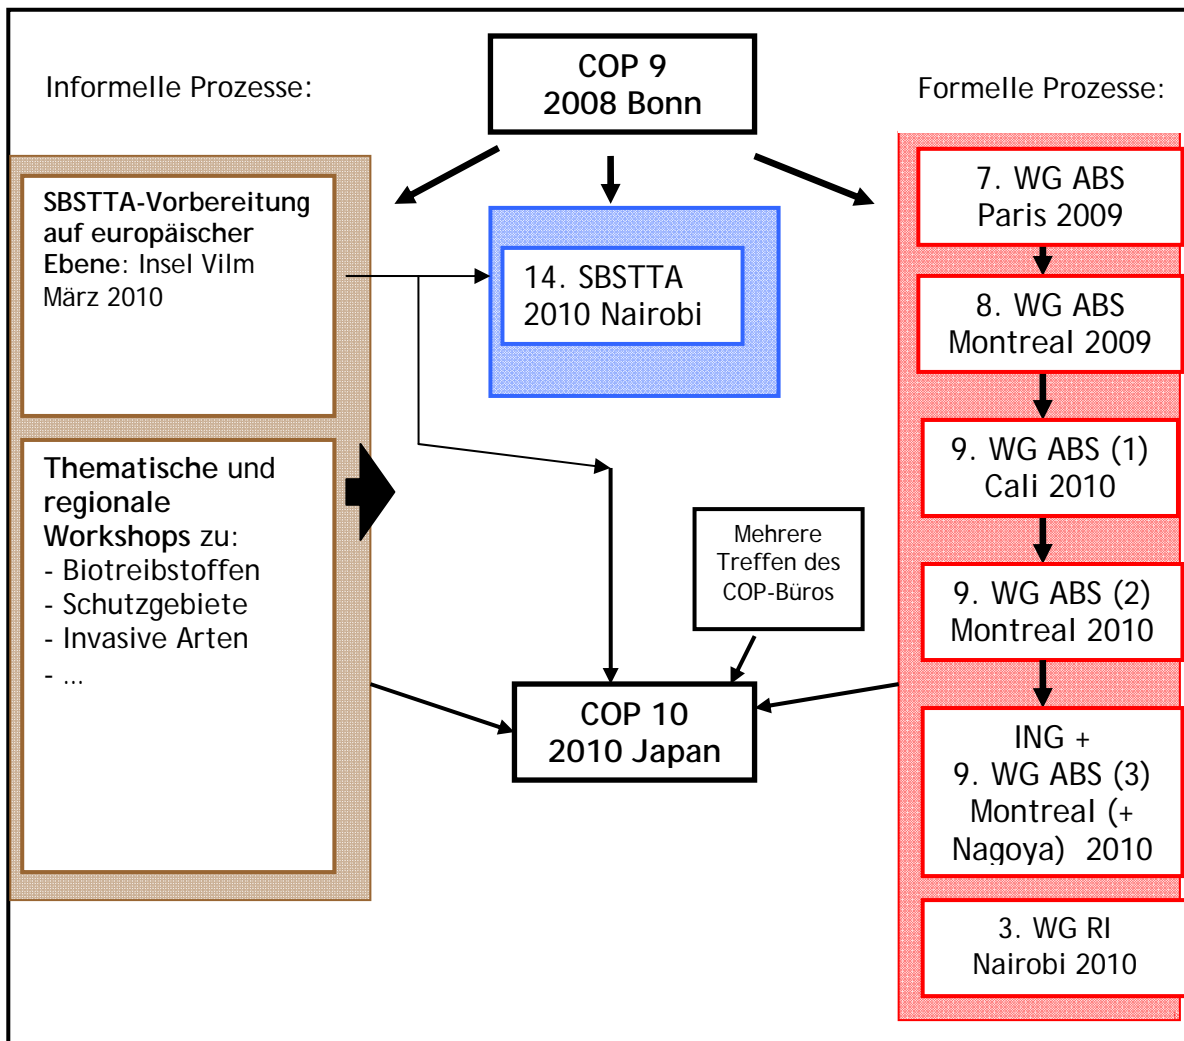 COP 9
2008 Bonn
Informelle Prozesse:
Formelle Prozesse:
SBSTTA-Vorbereitung
auf europäischer
Ebene: Insel Vilm
März 2010
14. SBSTTA
2010 Nairobi
Thematische und
regionale
Workshops zu:
- Biotreibstoffen
- Schutzgebiete
- Invasive Arten
- ...
Mehrere
Treffen des
COP-Büros
COP 10
2010 Japan
7. WG ABS
Paris 2009
8. WG ABS
Montreal 2009
9. WG ABS (1)
Cali 2010
9. WG ABS (2)
Montreal 2010
ING +
9. WG ABS (3)
Montreal (+
Nagoya) 2010
3. WG RI
Nairobi 2010